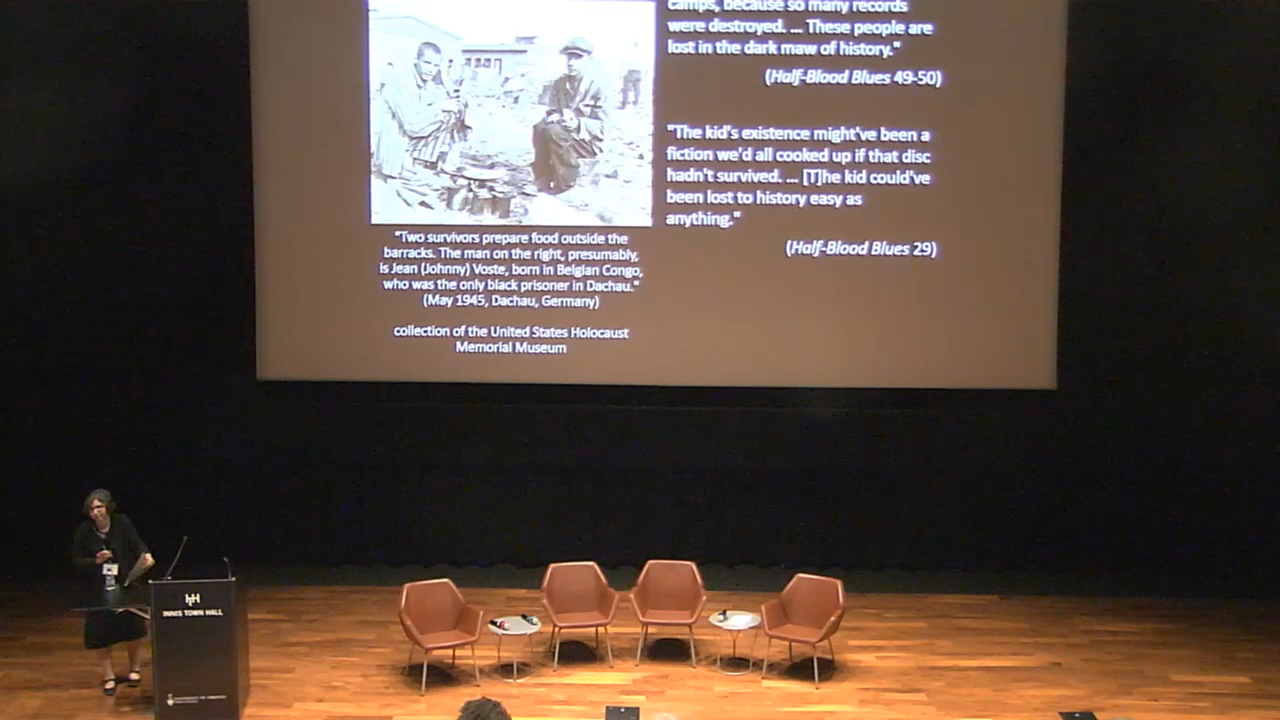 camps, because so many records
were destroyed. ... These people are
lost in the dark maw of history."
(Half-Blood Blues 49-50)
"The kid's existence might've been a
fiction we'd all cooked up if that disc
hadn't survived. ... [T]he kid could've
been lost to history easy as
anything."
(Half-Blood Blues 29)
"Two survivors prepare food outside the
barracks. The man on the right, presumably,
is Jean (Johnny) Voste, born in Belgian Congo,
who was the only black prisoner in Dachau."
(May 1945, Dachau, Germany)
collection of the United States Holocaust
Memorial Museum
INNIS TOWN HALL